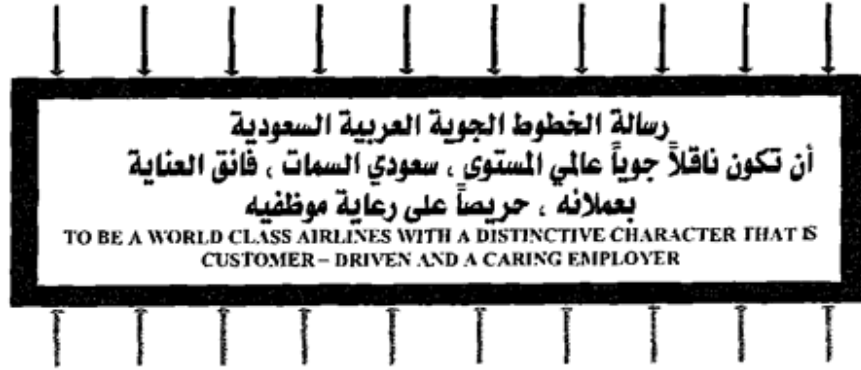 رسالة الخطوط الجوية العربية السعودية
أن تكون ناقلاً جوياً عالمي المستوى ، سعودي السمات ، فائق العناية
بعملائه ، حريصاً على رعاية موظفيه
TO BE A WORLD CLASS AIRLINES WITH A DISTINCTIVE CHARACTER THAT IS
CUSTOMER – DRIVEN AND A CARING EMPLOYER